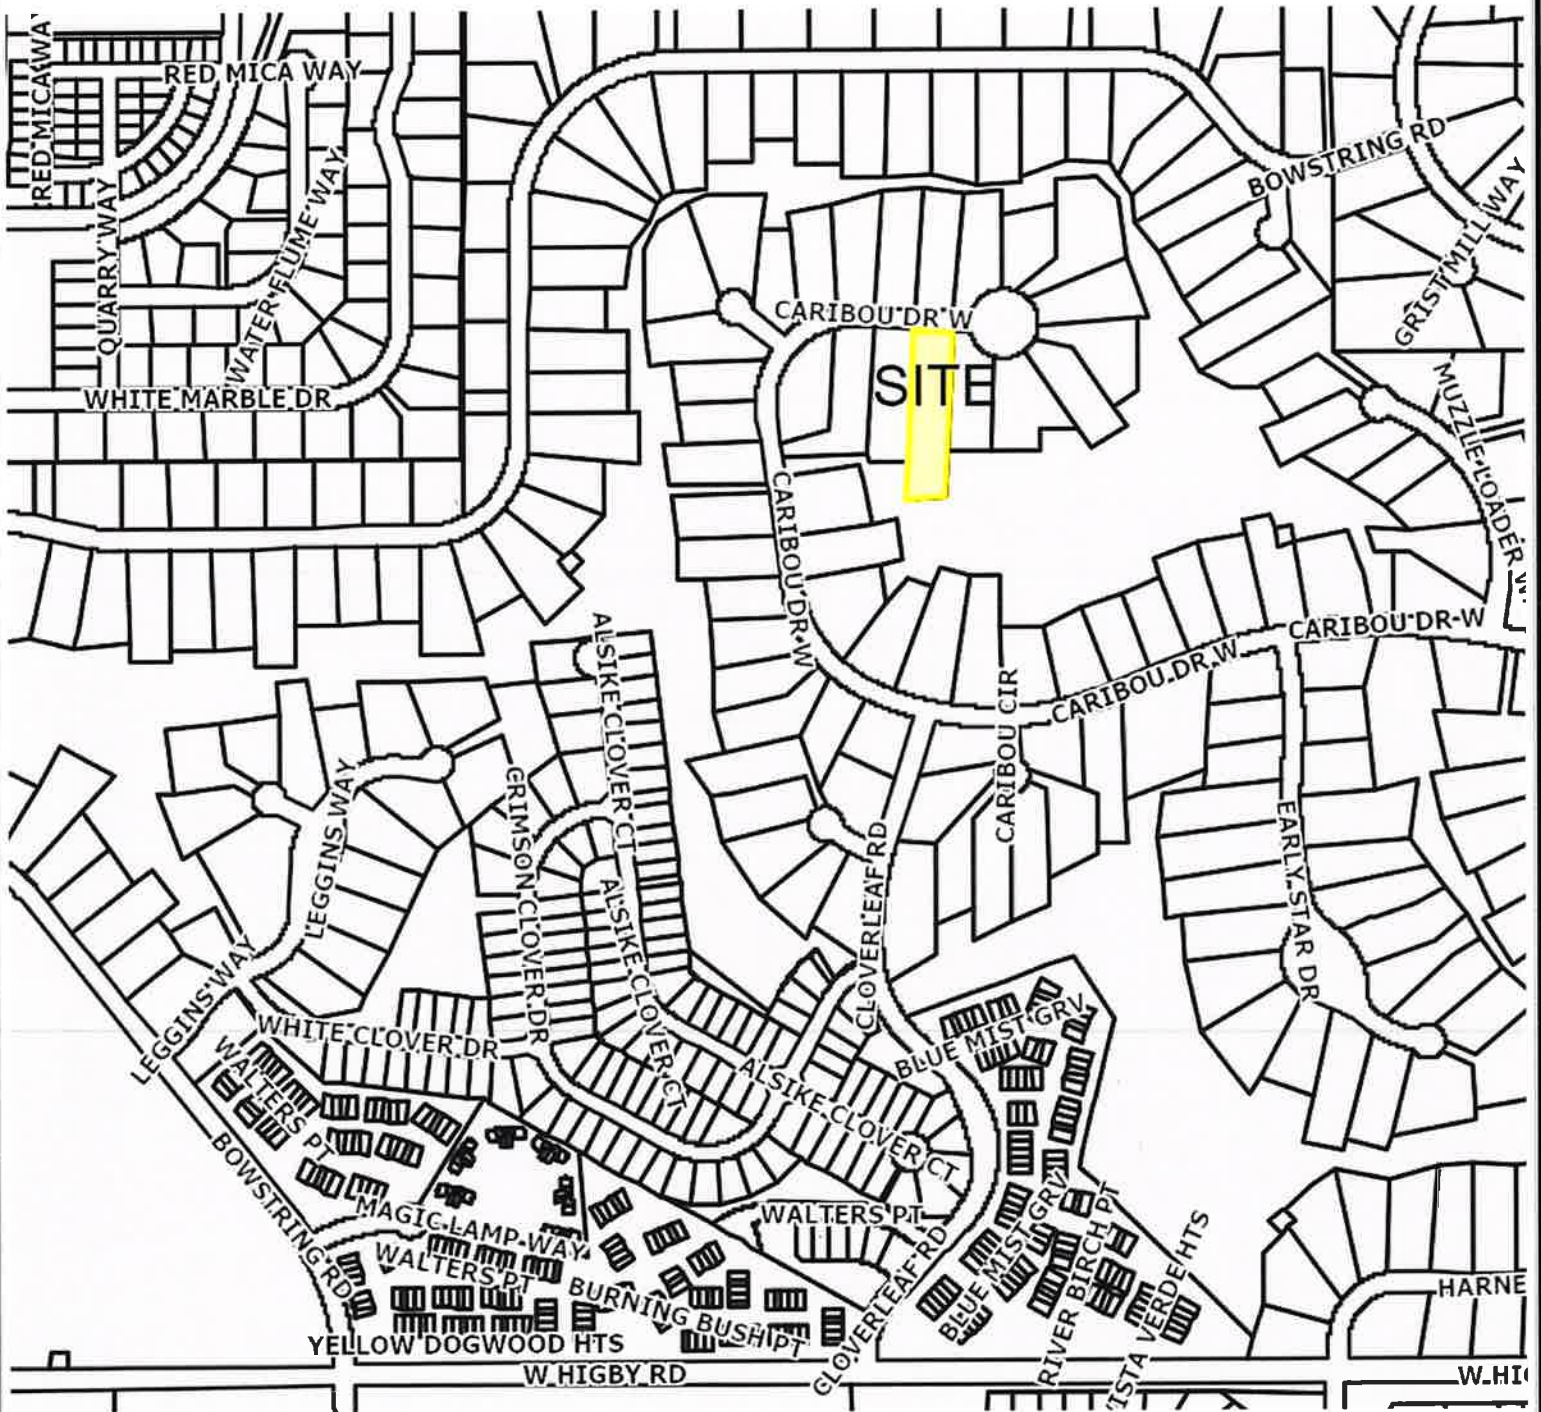 RED MICA WA
RED MICA WAY
BOWSTRING RD
QUARRY WAY
WATER FLUME WAY
GRIST MILL WAY
CARIBOU DR W
SITE
WHITE MARBLE DR
MUZZLE LOADER W
CARIBOU DR W
CARIBOU DR W
CARIBOU DR W
ALSIKE CLOVER CT
CARIBOU CIR
LEGGINS WAY
GRIMSON CLOVER DR
EARLY STAR DR
CLOVERLEAF RD
ALSIKE CLOVER CT
LEGGINS WAY
WHITE CLOVER DR
BLUE MIST GRV
WALTERS PT
ALSIKE CLOVER CT
BOWSTRING RD
MAGIC LAMP WAY
WALTERS PT
WALTERS PT
BLUE MIST GRV
RIVER BIRCH PT
ISTA VERDE HTS
CLOVERLEAF RD
BURNING BUSH PT
HARNE
YELLOW DOGWOOD HTS
W HIGBY RD
W HI